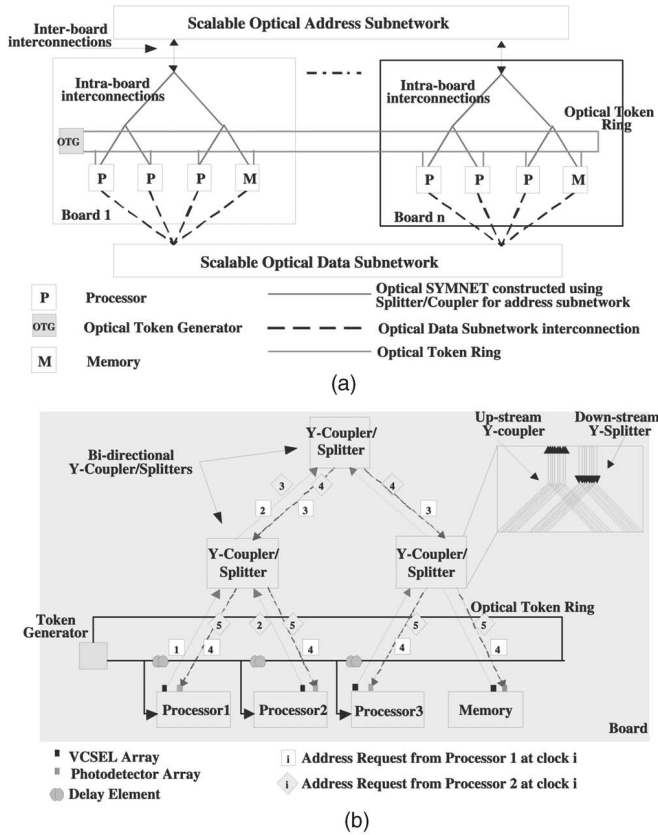 Scalable Optical Address Subnetwork
Inter-board
interconnections
Intra-board
interconnections
Intra-board
interconnections
Optical Token
Ring
OTG
P
P
P
M
P
P
P
M
Board 1
Board n
Scalable Optical Data Subnetwork
P
Processor
Optical SYMNET constructed using
Splitter/Coupler for address subnetwork
OTG
Optical Token Generator
Optical Data Subnetwork interconnection
M
Memory
Optical Token Ring
(a)
Y-Coupler/
Splitter
Bi-directional
Y-Coupler/Splitters
Up-stream
Y-coupler
Down-stream
Y-Splitter
3
4
4
2
3
3
Y-Coupler/
Splitter
Y-Coupler/
Splitter
Token
Generator
Optical Token Ring
5
2
5
5
5
1
4
4
4
4
Processor1
Processor2
Processor3
Memory
Board
VCSEL Array
Photodetector Array
Delay Element
i
Address Request from Processor 1 at clock i
i
Address Request from Processor 2 at clock i
(b)